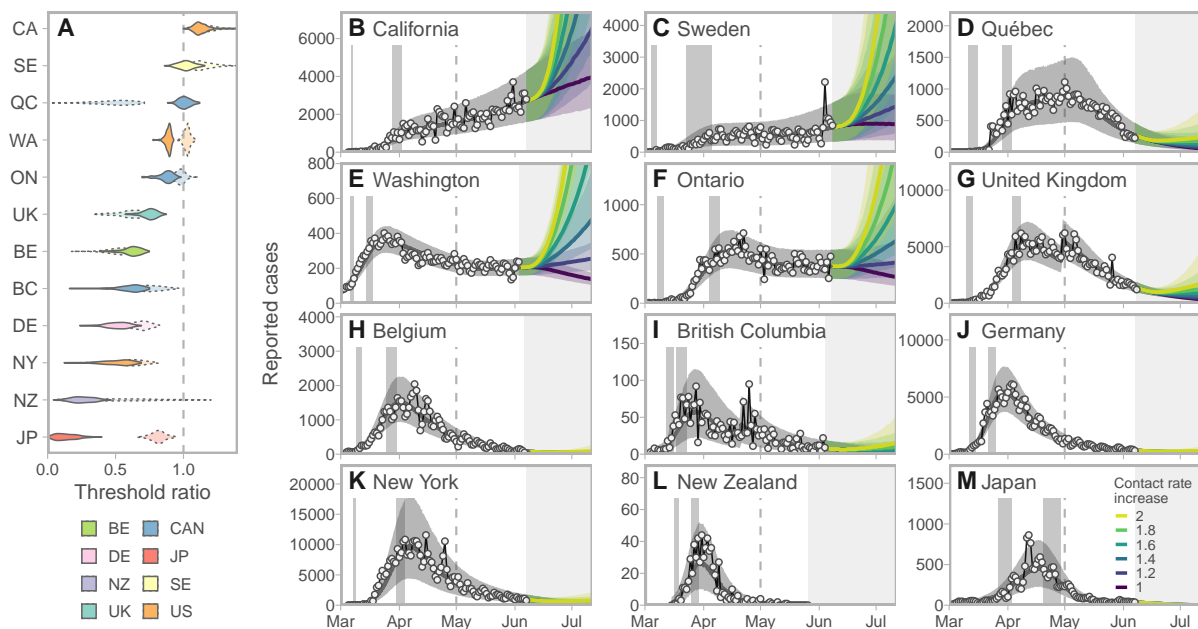 A
CA
SE
QC
WA
ON
UK
BE
BC
DE
NY
NZ
JP
0.0 0.5 1.0
Threshold ratio
BE CAN
DE JP
NZ SE
UK US
Reported cases
B California
6000
4000
2000
0
C Sweden
4000
3000
2000
1000
0
D Québec
1500
1000
500
0
E Washington
800
600
400
200
0
F Ontario
1000
500
0
G United Kingdom
10000
5000
0
H Belgium
4000
3000
2000
1000
0
I British Columbia
150
100
50
0
J Germany
10000
5000
0
K New York
15000
10000
5000
0
Mar Apr May Jun Jul
L New Zealand
80
60
40
20
0
Mar Apr May Jun Jul
M Japan
1500
1000
500
0
Mar Apr May Jun Jul
Contact rate
increase
2
1.8
1.6
1.4
1.2
1